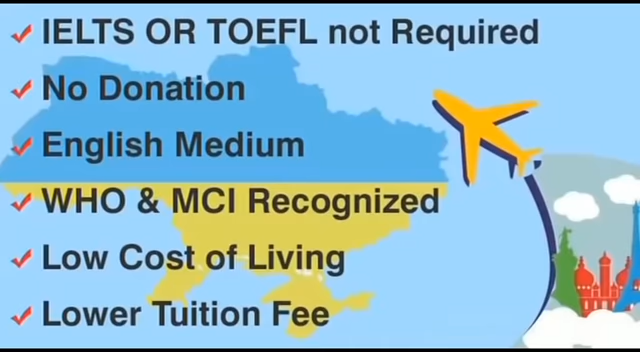 IELTS OR TOEFL not Required
No Donation
English Medium
WHO & MCI Recognized
Low Cost of Living
Lower Tuition Fee